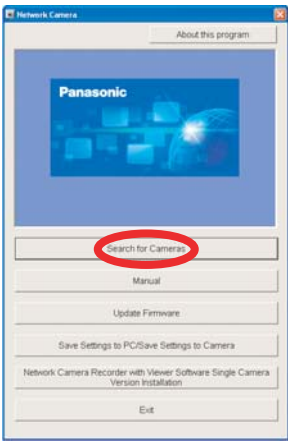 Network Camera
About this program
Panasonic
Search for Cameras
Manual
Update Firmware
Save Settings to PC/Save Settings to Camera
Network Camera Recorder with Viewer Software Single Camera
Version Installation
Exit